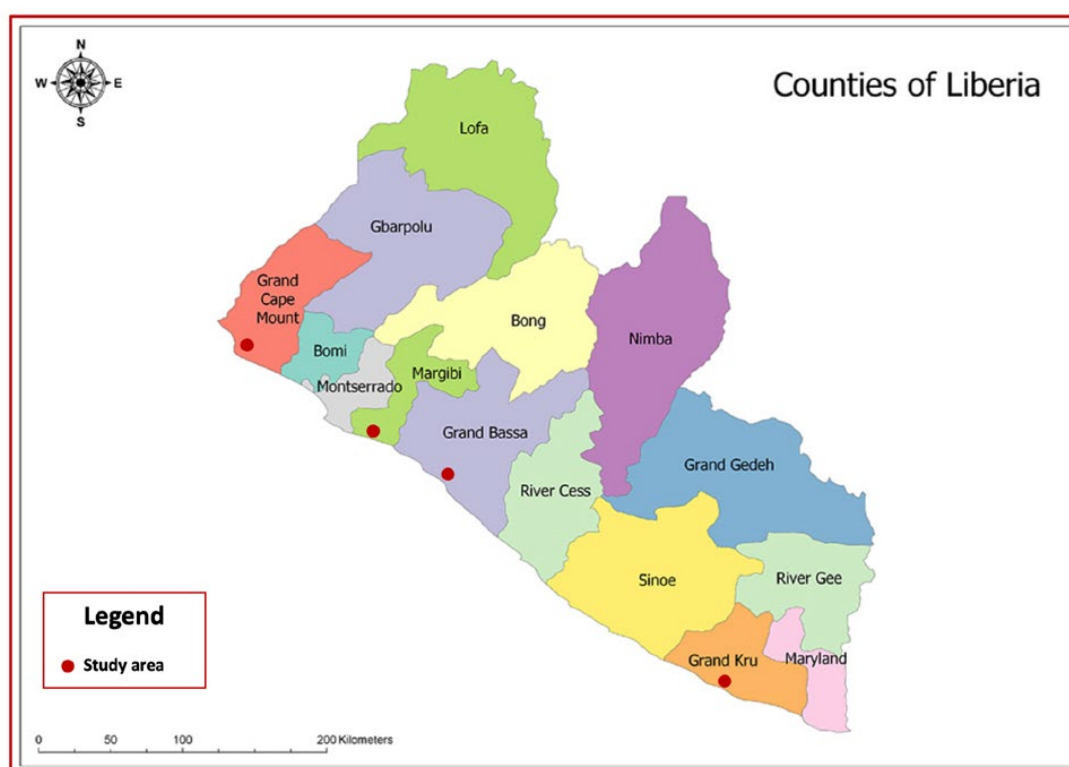 N
W
E
S
Counties of Liberia
Lofa
Gbarpolu
Grand
Cape
Mount
Bong
Nimba
Bomi
Margibi
Montserrado
Grand Bassa
Grand Gedeh
River Cess
Sinoe
River Gee
Grand Kru
Maryland
Legend
Study area
0 50 100 200 Kilometers